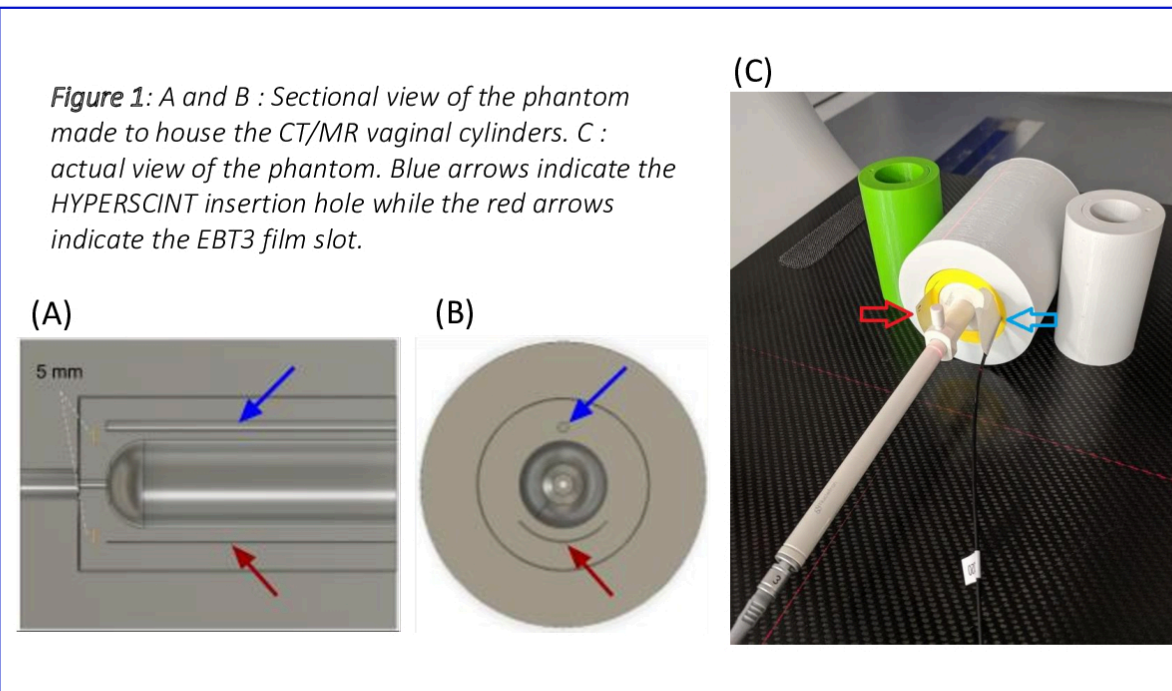 (C)
Figure 1: A and B : Sectional view of the phantom
made to house the CT/MR vaginal cylinders. C :
actual view of the phantom. Blue arrows indicate the
HYPERSCINT insertion hole while the red arrows
indicate the EBT3 film slot.
(A)
(B)
5 mm
3